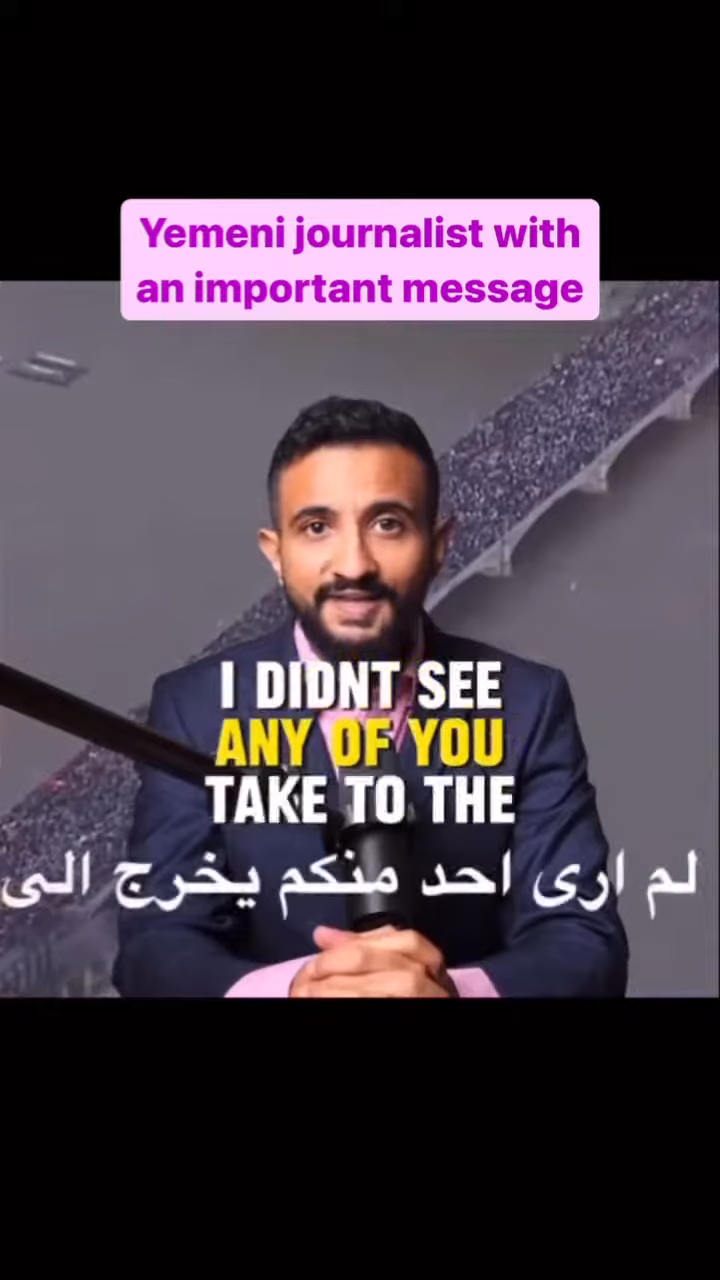 Yemeni journalist with
an important message
I DIDNT SEE
ANY OF YOU
TAKE TO THE
لم ارى احد منكم يخرج الى